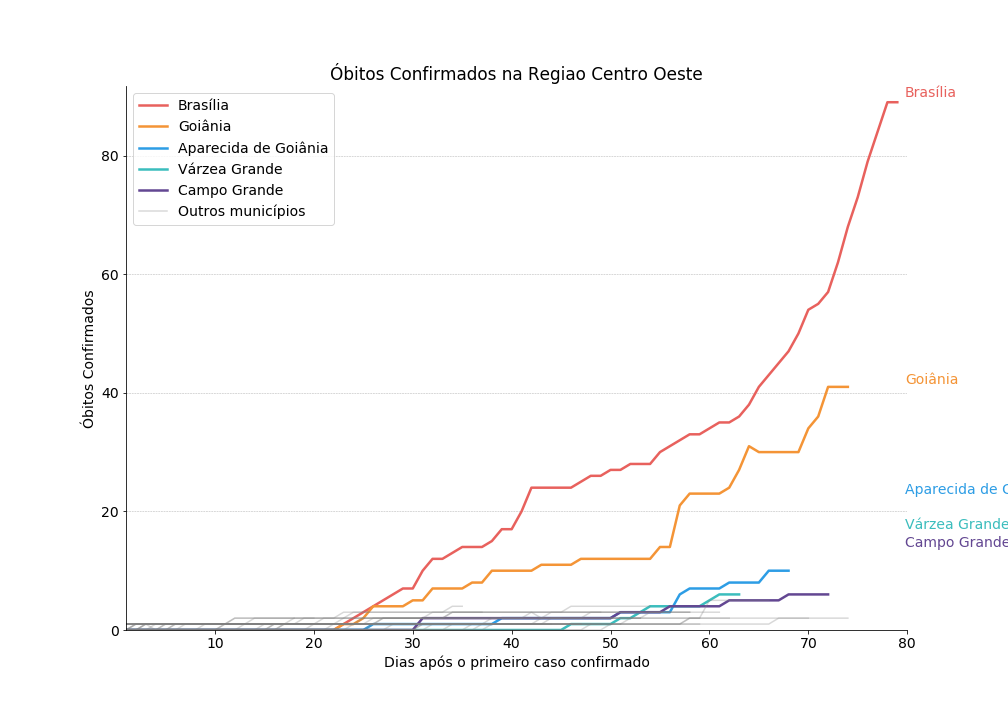 Óbitos Confirmados na Regiao Centro Oeste
Brasília
Goiânia
Aparecida de Goiânia
Várzea Grande
Campo Grande
Outros municípios
Óbitos Confirmados
80
60
40
20
0
10
20
30
40
50
60
70
80
Dias após o primeiro caso confirmado
Brasília
Goiânia
Aparecida de
Várzea Grande
Campo Grande